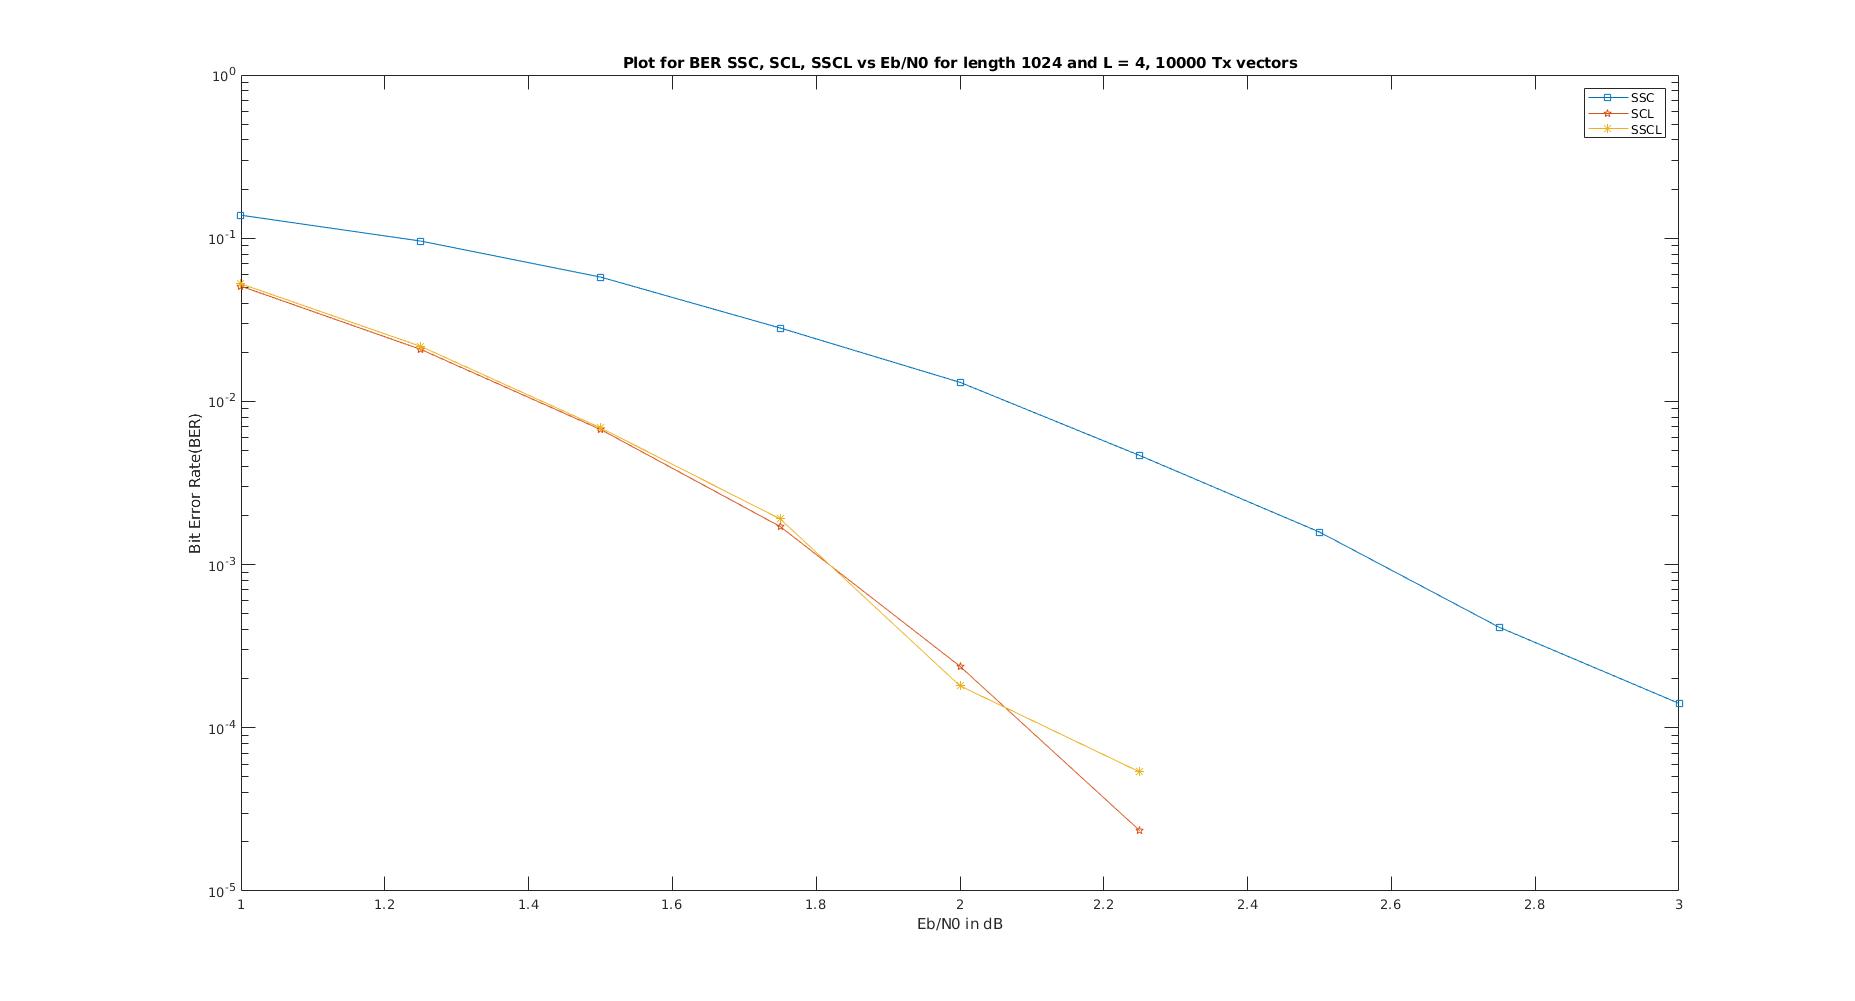 Plot for BER SSC, SCL, SSCL vs Eb/N0 for length 1024 and L = 4, 10000 Tx vectors
10^0
SSC
SCL
SSCL
10^-1
10^-2
Bit Error Rate(BER)
10^-3
10^-4
10^-5
1 1.2 1.4 1.6 1.8 2 2.2 2.4 2.6 2.8 3
Eb/N0 in dB